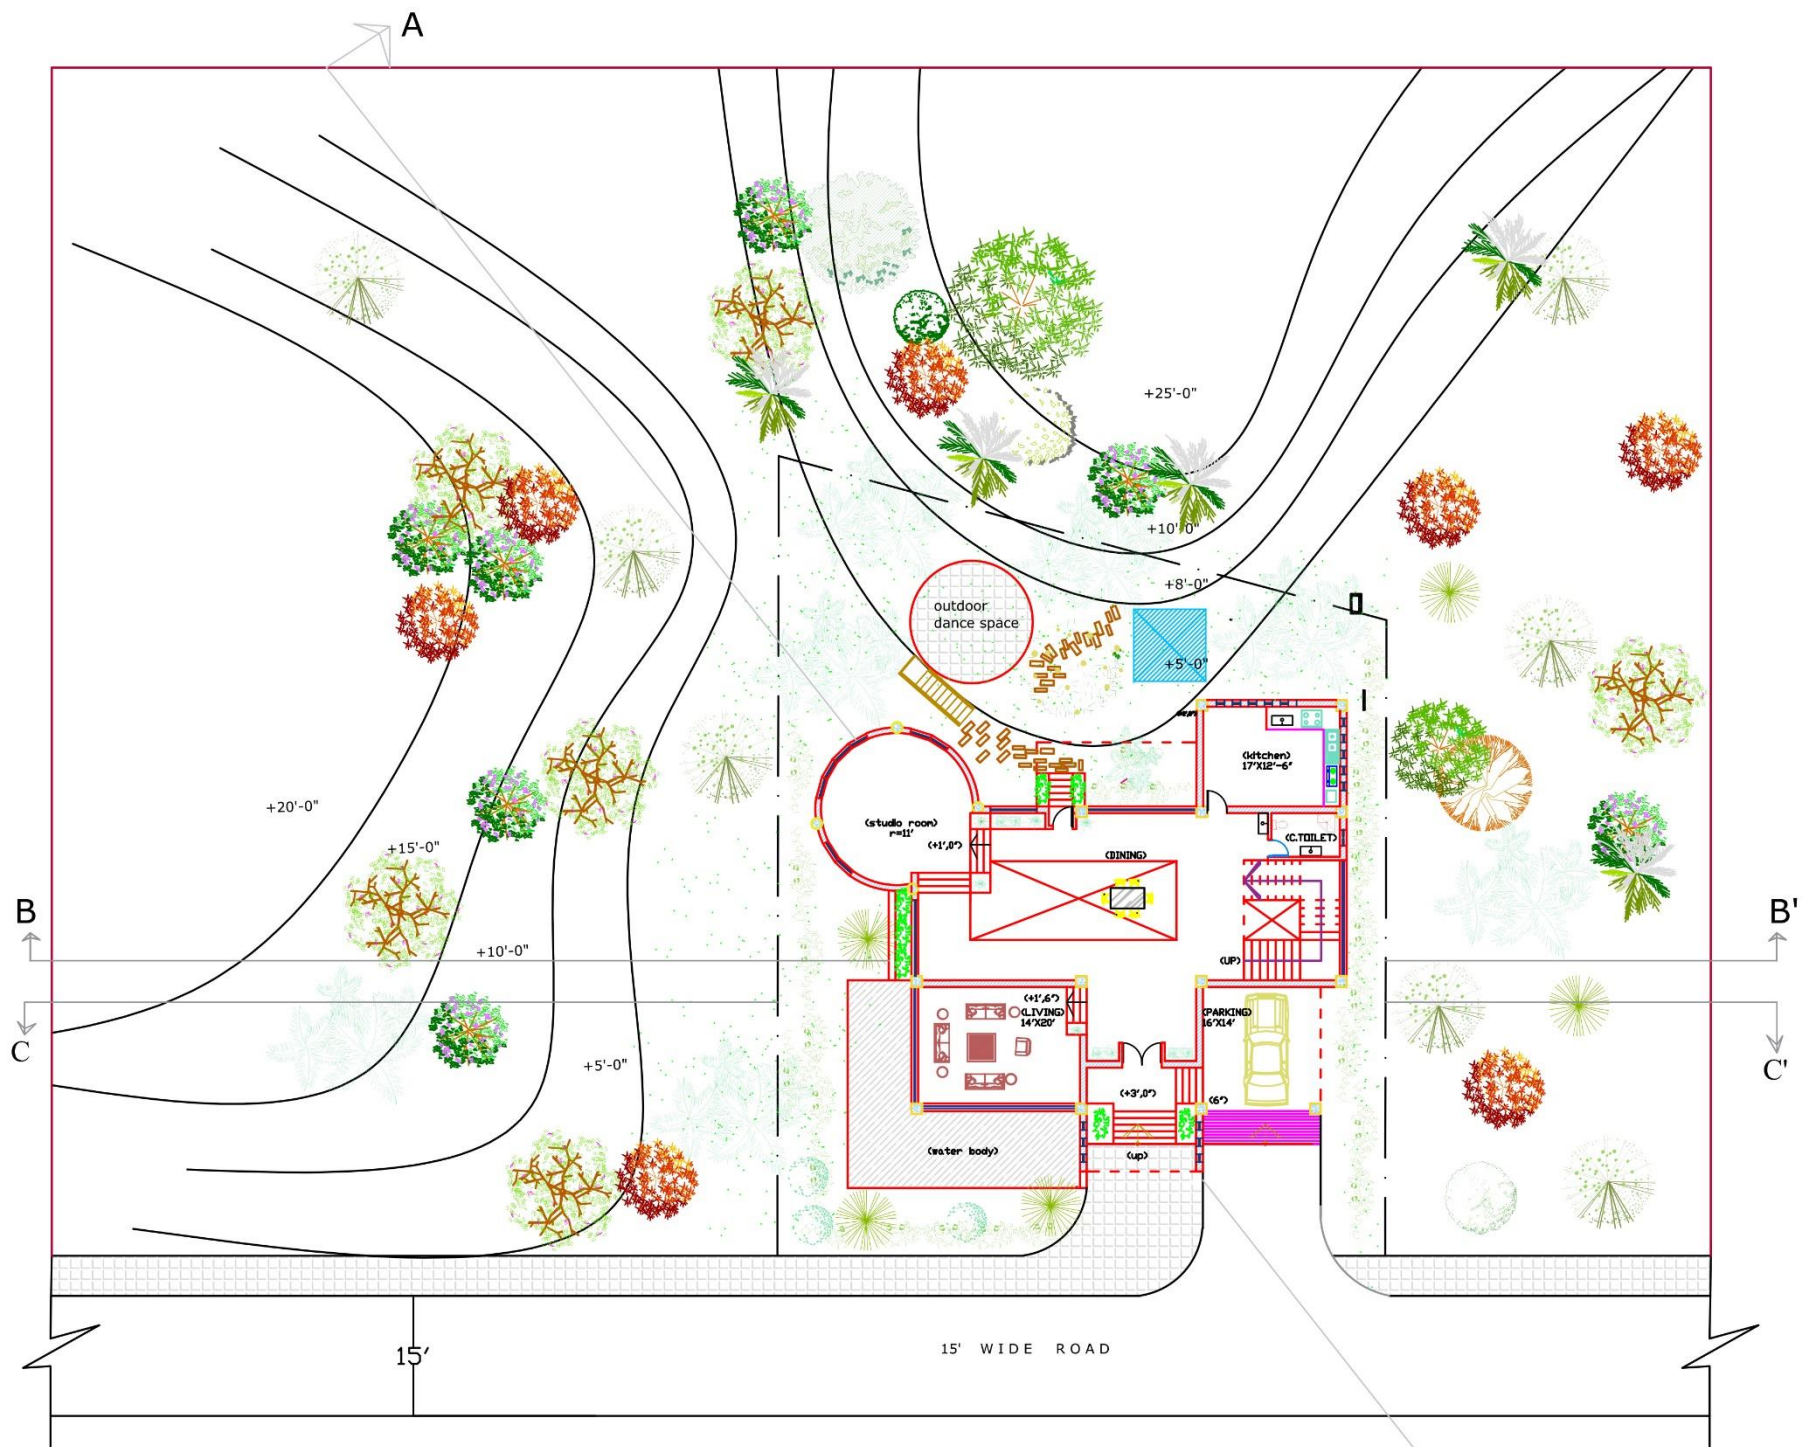 A
+25'-0"
+10'-0"
+8'-0"
outdoor
dance space
+5'-0"
(kitchen)
17'X12'-6"
+20'-0"
(studio room)
r=11'
(+1',0")
(C.TOILET)
+15'-0"
(DINING)
B
B'
+10'-0"
(UP)
(+1',6")
(LIVING)
14'X20'
(PARKING)
16'X14'
C
C'
+5'-0"
(+3',0")
(6")
(water body)
(up)
15'
15' WIDE ROAD